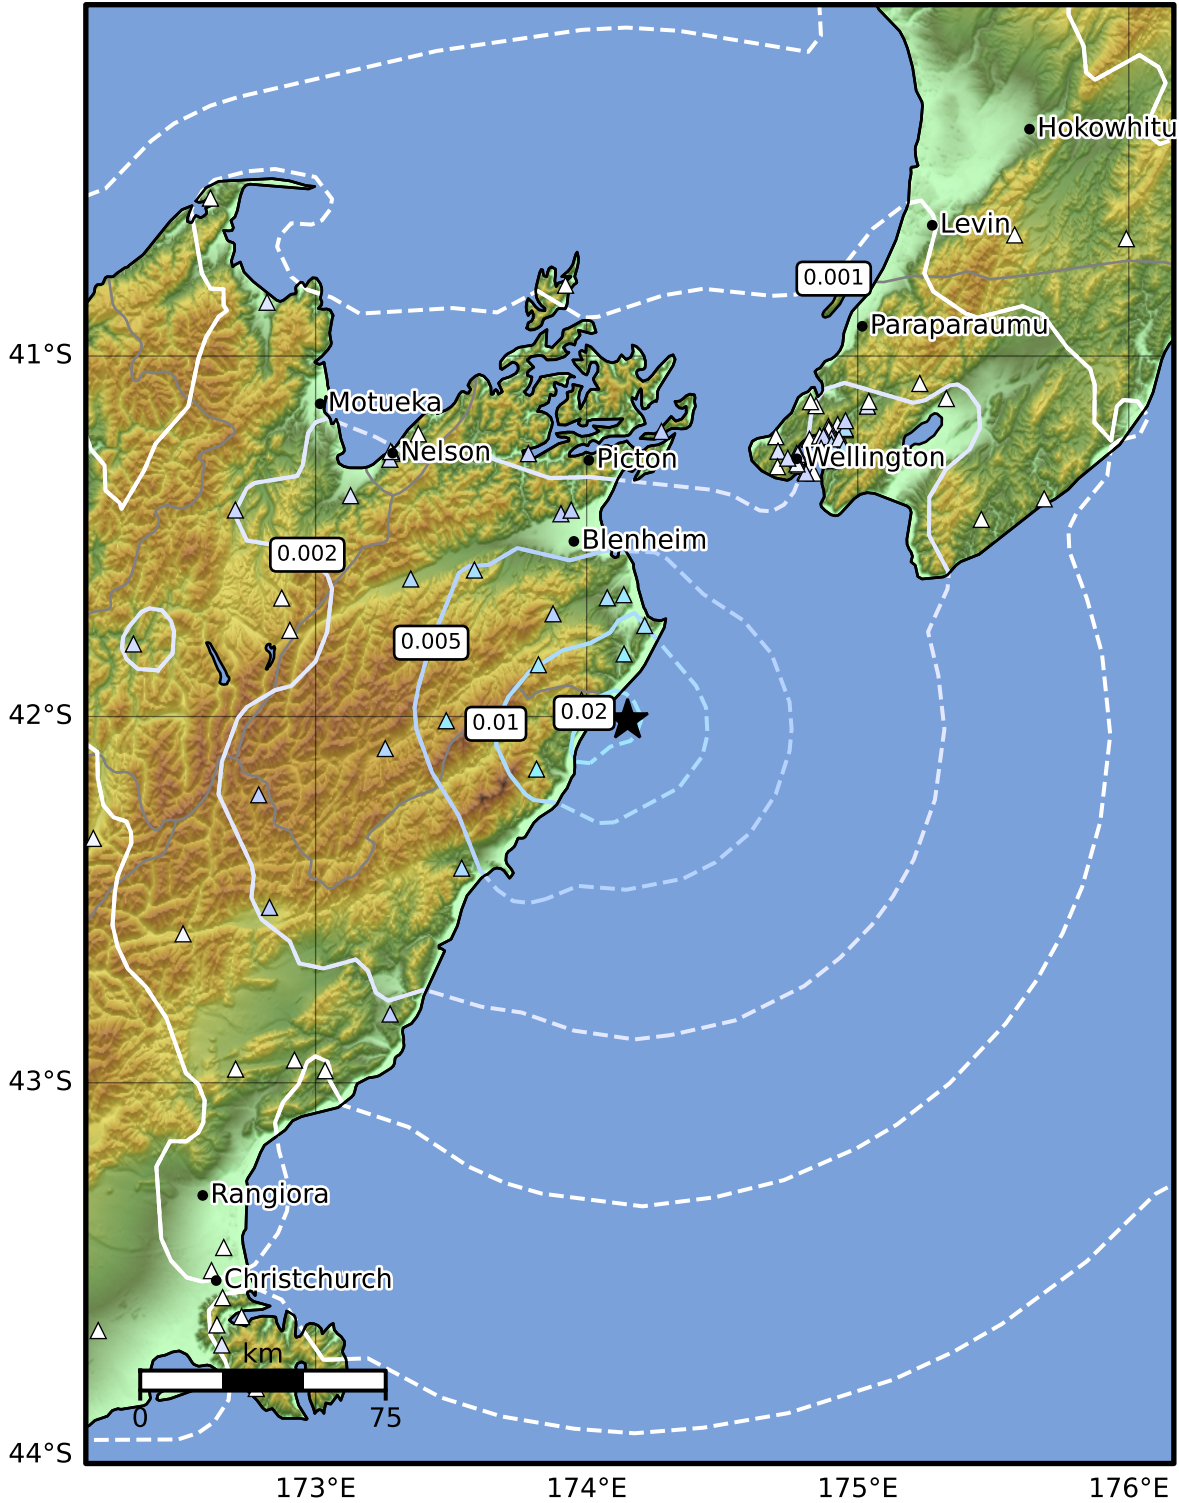 Hokowhitu
Levin
0.001
Paraparaumu
41°S
Motueka
Nelson
Picton
Wellington
Blenheim
0.002
0.005
42°S
0.01
0.02
43°S
Rangiora
Christchurch
km
0
75
44°S
173°E
174°E
175°E
176°E